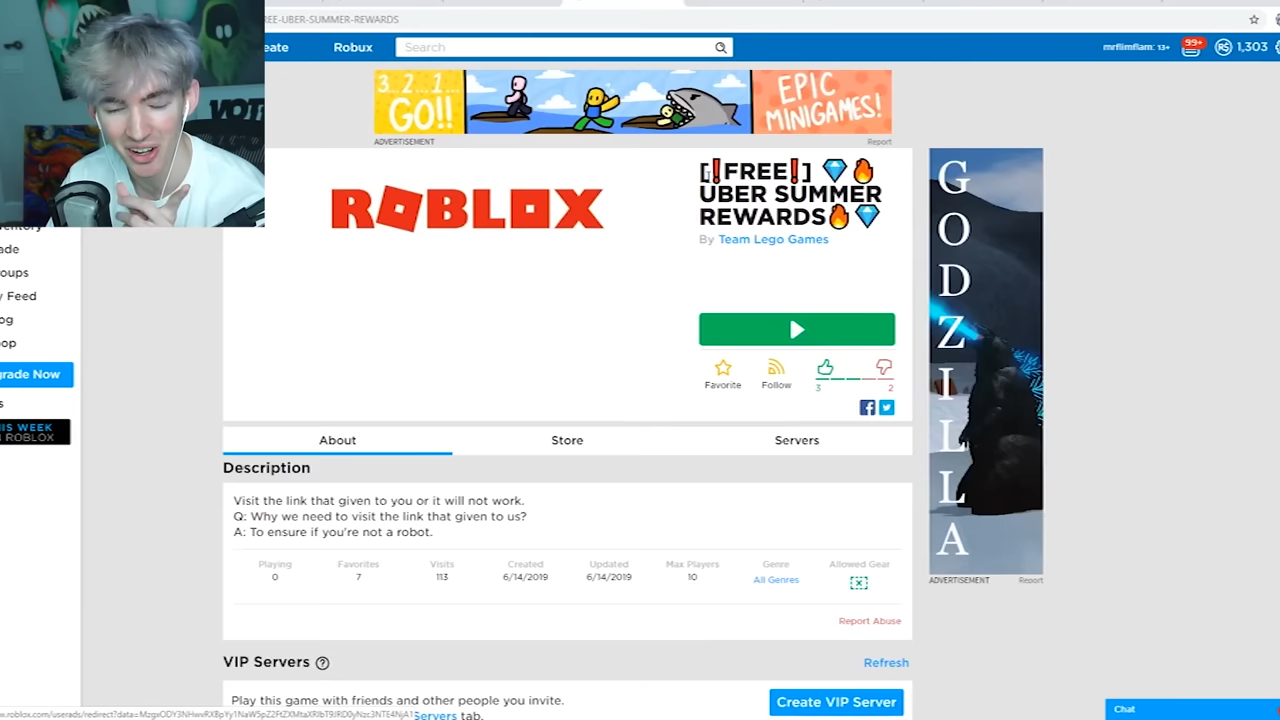 EE-UBER-SUMMER-REWARDS
eate Robux Search mrflimflam: 13+ 99+ 1,303
3...2...1...
GO!!
EPIC
MINIGAMES!
ADVERTISEMENT Report
VOTE
ROBLOX
[❗FREE❗] 💎🔥
UBER SUMMER
REWARDS🔥💎
By Team Lego Games
Favorite Follow
3 2
About Store Servers
Description
Visit the link that given to you or it will not work.
Q: Why we need to visit the link that given to us?
A: To ensure if you're not a robot.
Playing Favorites Visits Created Updated Max Players Genre Allowed Gear
0 7 113 6/14/2019 6/14/2019 10 All Genres
Report Abuse
VIP Servers
Refresh
Play this game with friends and other people you invite.
Servers tab.
Create VIP Server
nventory
ade
oups
y Feed
og
op
grade Now
s
HIS WEEK
N ROBLOX
GODZILLA
ADVERTISEMENT Report
Chat